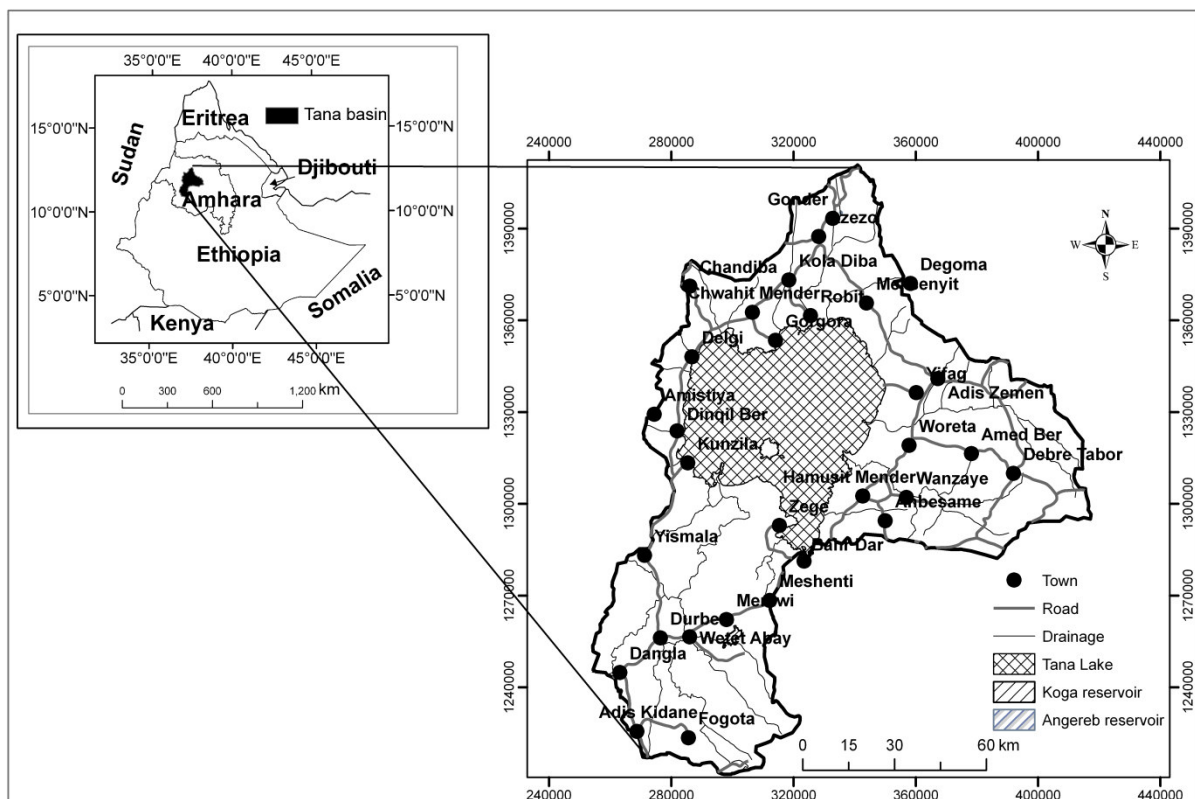 35°0'0"E 40°0'0"E 45°0'0"E
15°0'0"N
10°0'0"N
5°0'0"N
15°0'0"N
10°0'0"N
5°0'0"N
35°0'0"E 40°0'0"E 45°0'0"E
Tana basin
Eritrea
Sudan
Djibouti
Amhara
Ethiopia
Somalia
Kenya
0 300 600 1,200 km
240000 280000 320000 360000 400000 440000
1390000
1360000
1330000
1300000
1270000
1240000
1390000
1360000
1330000
1300000
1270000
1240000
240000 280000 320000 360000 400000 440000
N
W E
S
Gonder
Kola Diba
Degoma
Chandiba
Chwahit Mender
Robit
Gorgora
Delgi
Yifag
Amistiya
Adis Zemen
Dinqil Ber
Woreta
Amed Ber
Kunzila
Debre Tabor
Hamusit Mender
Wanzaye
Anbesame
Zege
Yismala
Bahr Dar
Meshenti
Merawi
Durbe
Wetet Abay
Dangla
Adis Kidane
Fogota
Town
Road
Drainage
Tana Lake
Koga reservoir
Angereb reservoir
0 15 30 60 km